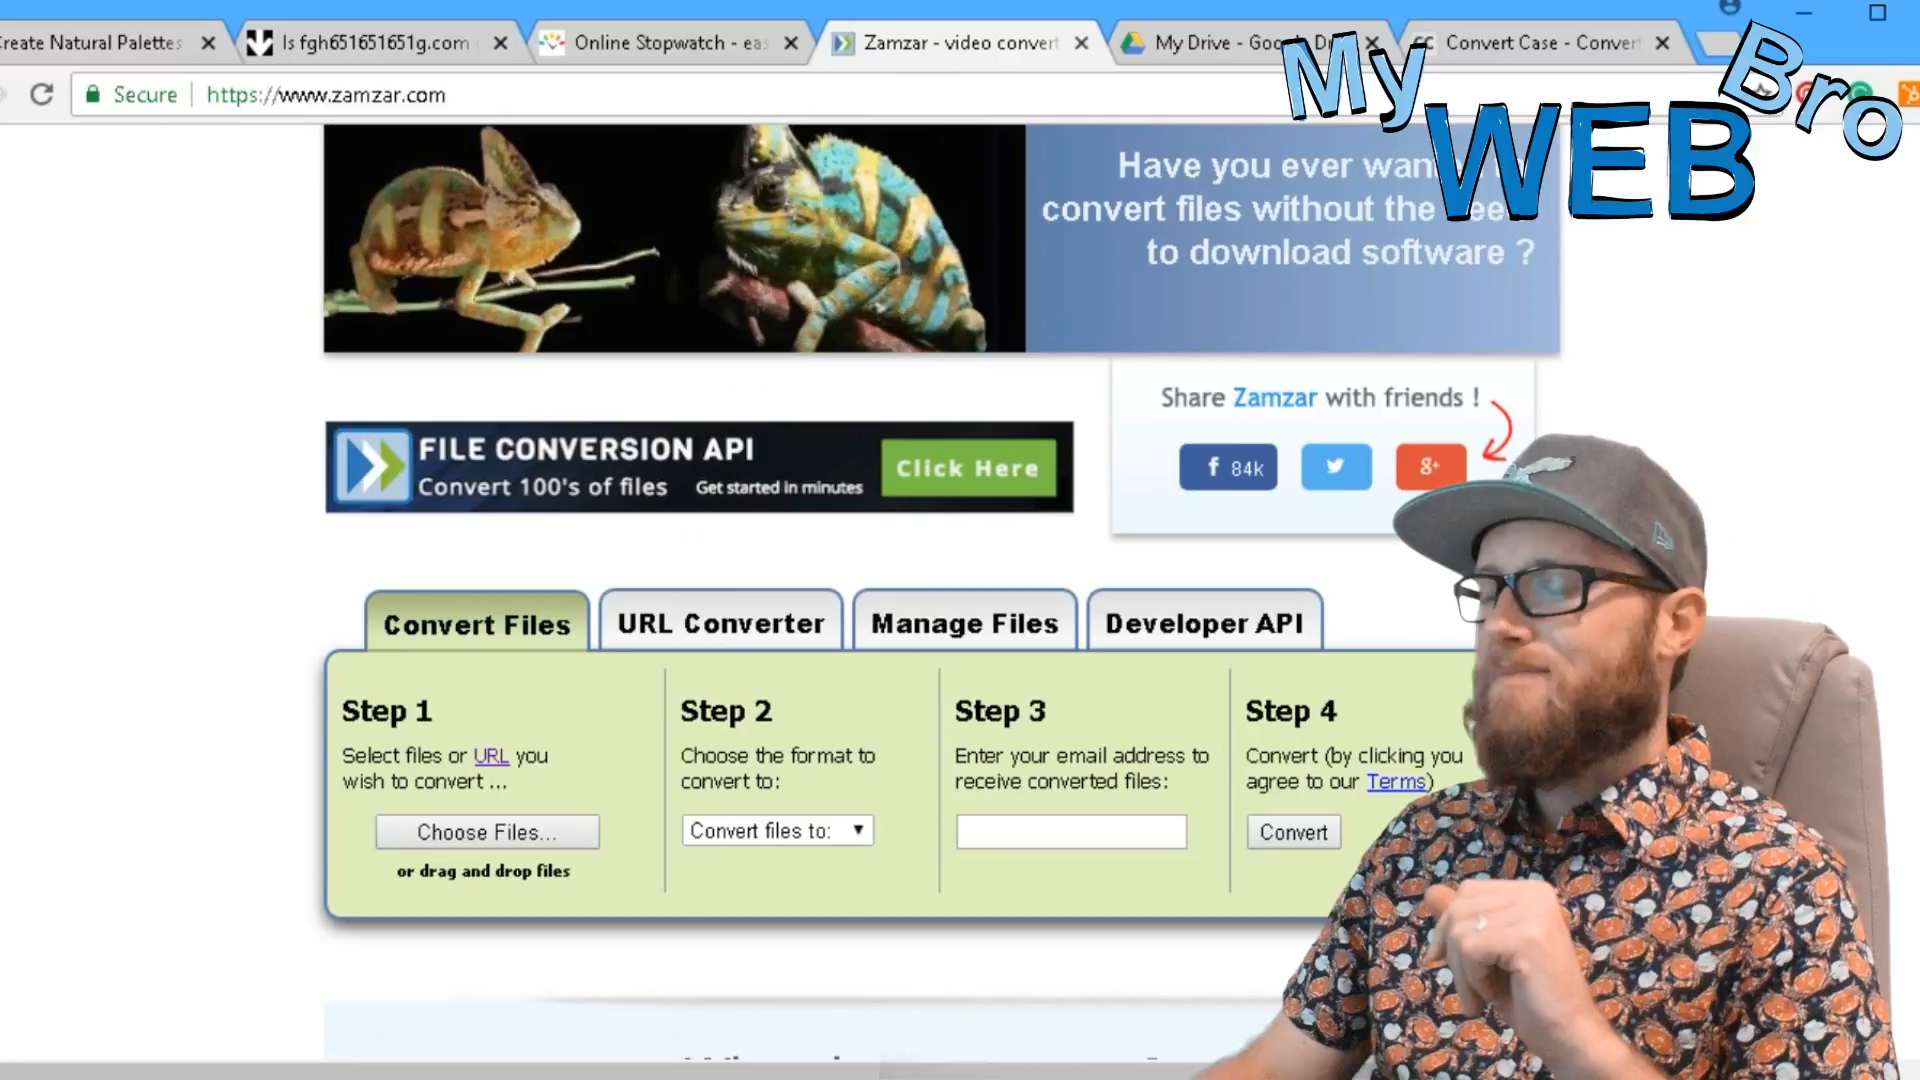 reate Natural Palettes
Is fgh651651651g.com
Online Stopwatch - eas
Zamzar - video convert
My Drive - Goo
Convert Case - Conver
Secure
https://www.zamzar.com
My
WEB
Bro
Have you ever wan
convert files without the
to download software ?
Share Zamzar with friends !
FILE CONVERSION API
Convert 100's of files
Get started in minutes
Click Here
f 84k
g+
Convert Files
URL Converter
Manage Files
Developer API
Step 1
Select files or URL you
wish to convert ...
Choose Files...
or drag and drop files
Step 2
Choose the format to
convert to:
Convert files to:
Step 3
Enter your email address to
receive converted files:
Step 4
Convert (by clicking you
agree to our Terms)
Convert